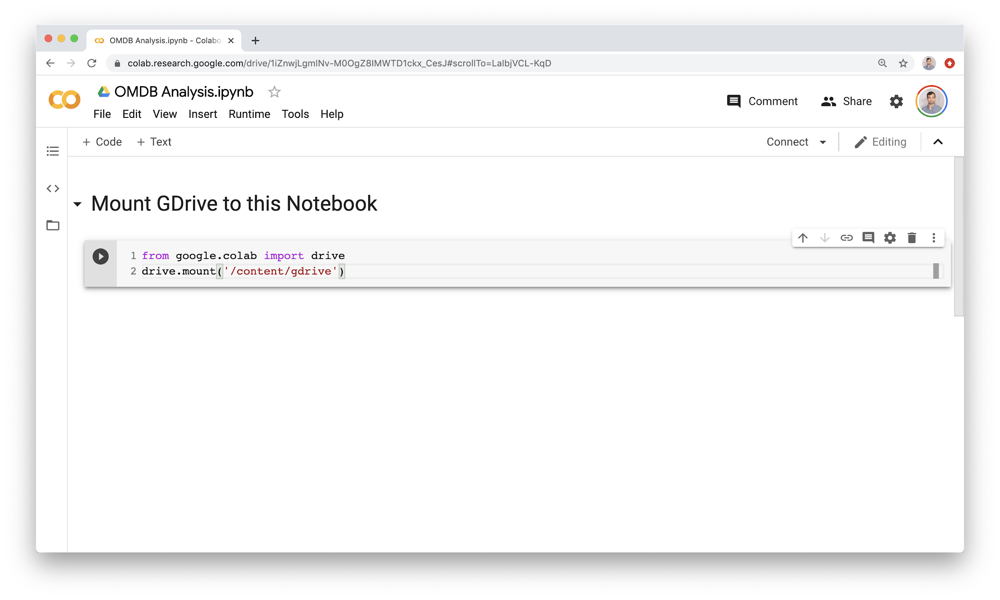 OMDB Analysis.ipynb - Colabo
colab.research.google.com/drive/1iZnwjLgmINv-M0OgZ8IMWTD1ckx_CesJ#scrollTo=LaIbjVCL-KqD
OMDB Analysis.ipynb
File Edit View Insert Runtime Tools Help
Comment Share
+ Code + Text
Connect Editing
Mount GDrive to this Notebook
1 from google.colab import drive
2 drive.mount('/content/gdrive')